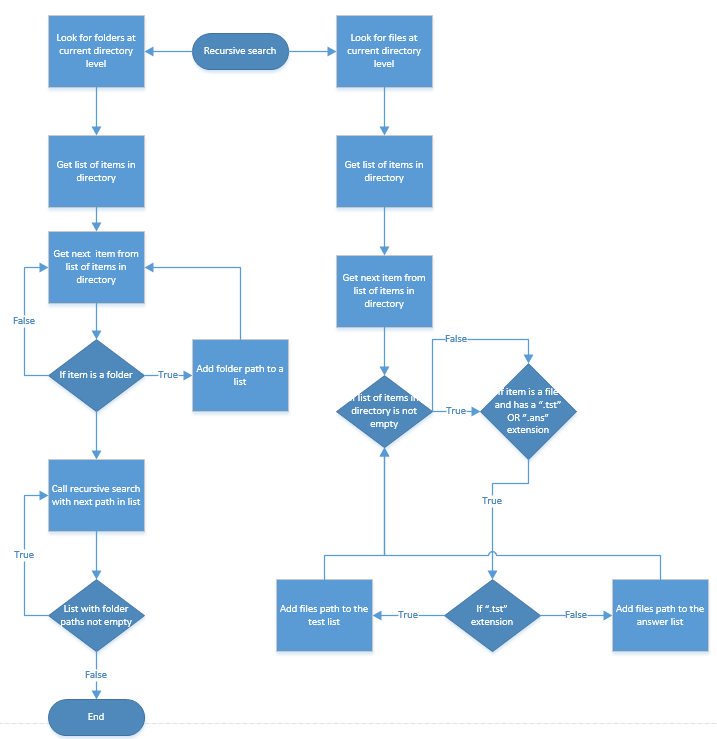 Look for folders at
current directory
level
Recursive search
Look for files at
current directory
level
Get list of items in
directory
Get list of items in
directory
Get next  item from
list of items in
directory
Get next item from
list of items in
directory
False
If item is a folder
True
Add folder path to a
list
False
list of items in
directory is not
empty
True
If item is a file
and has a “.tst”
OR ”.ans”
extension
Call recursive search
with next path in list
True
True
List with folder
paths not empty
Add files path to the
test list
True
If “.tst”
extension
False
Add files path to the
answer list
False
End